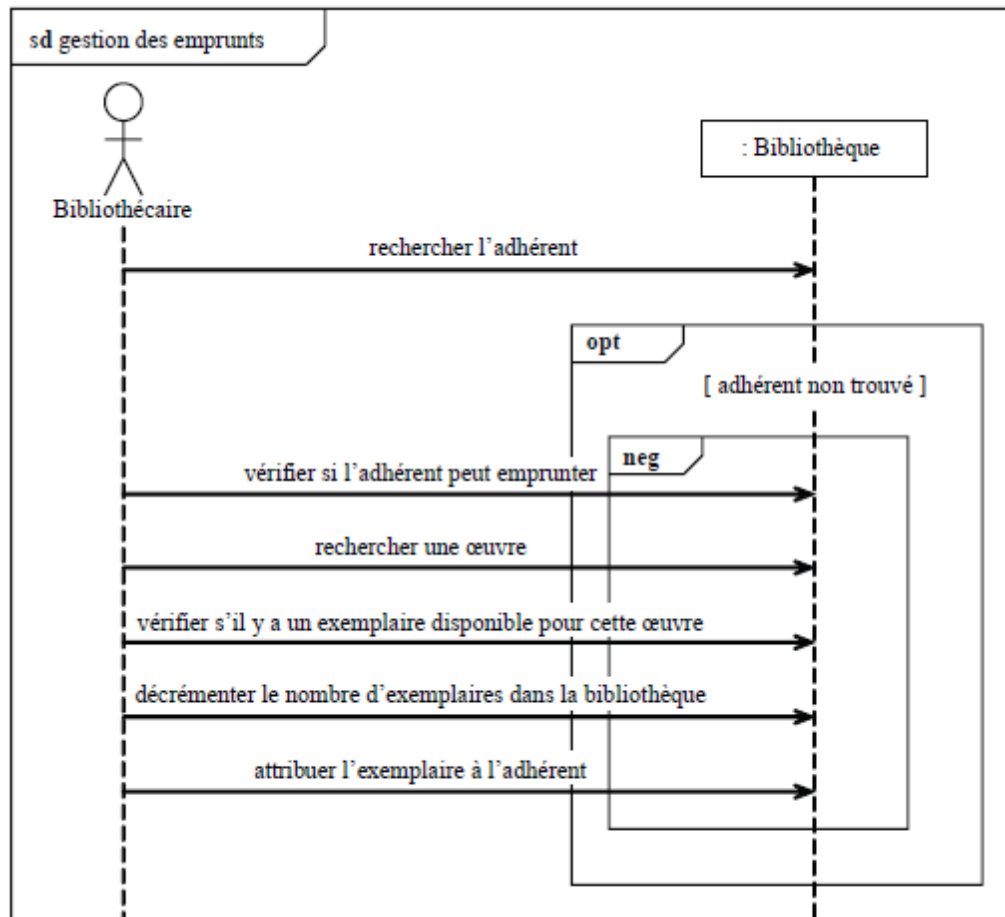 sd gestion des emprunts
: Bibliothèque
Bibliothécaire
rechercher l’adhérent
opt
[ adhérent non trouvé ]
neg
vérifier si l’adhérent peut emprunter
rechercher une œuvre
vérifier s’il y a un exemplaire disponible pour cette œuvre
décrémenter le nombre d’exemplaires dans la bibliothèque
attribuer l’exemplaire à l’adhérent